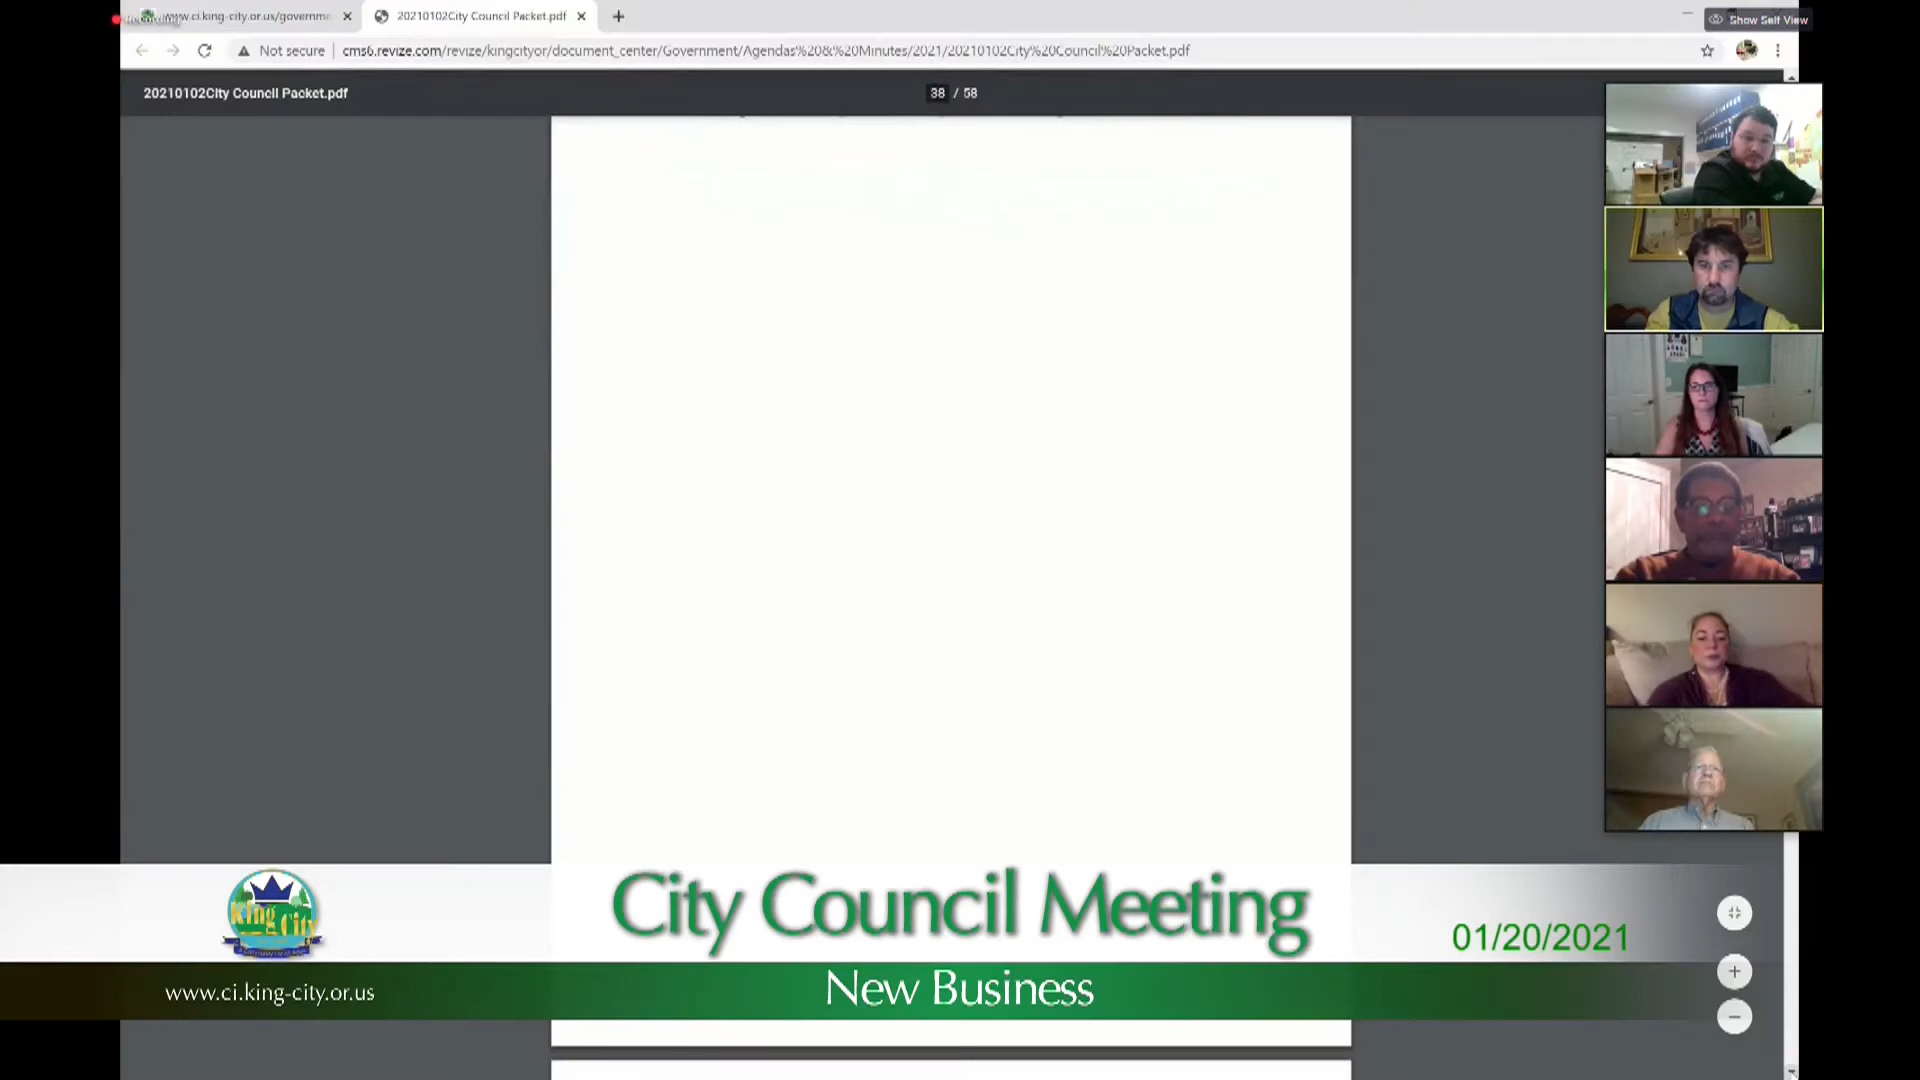 www.ci.king-city.or.us/governme
20210102City Council Packet.pdf
Show Self View
Not secure
cms6.revize.com/revize/kingcityor/document_center/Government/Agendas%20&%20Minutes/2021/20210102City%20Council%20Packet.pdf
20210102City Council Packet.pdf
38 / 58
King City
City Council Meeting
01/20/2021
New Business
www.ci.king-city.or.us